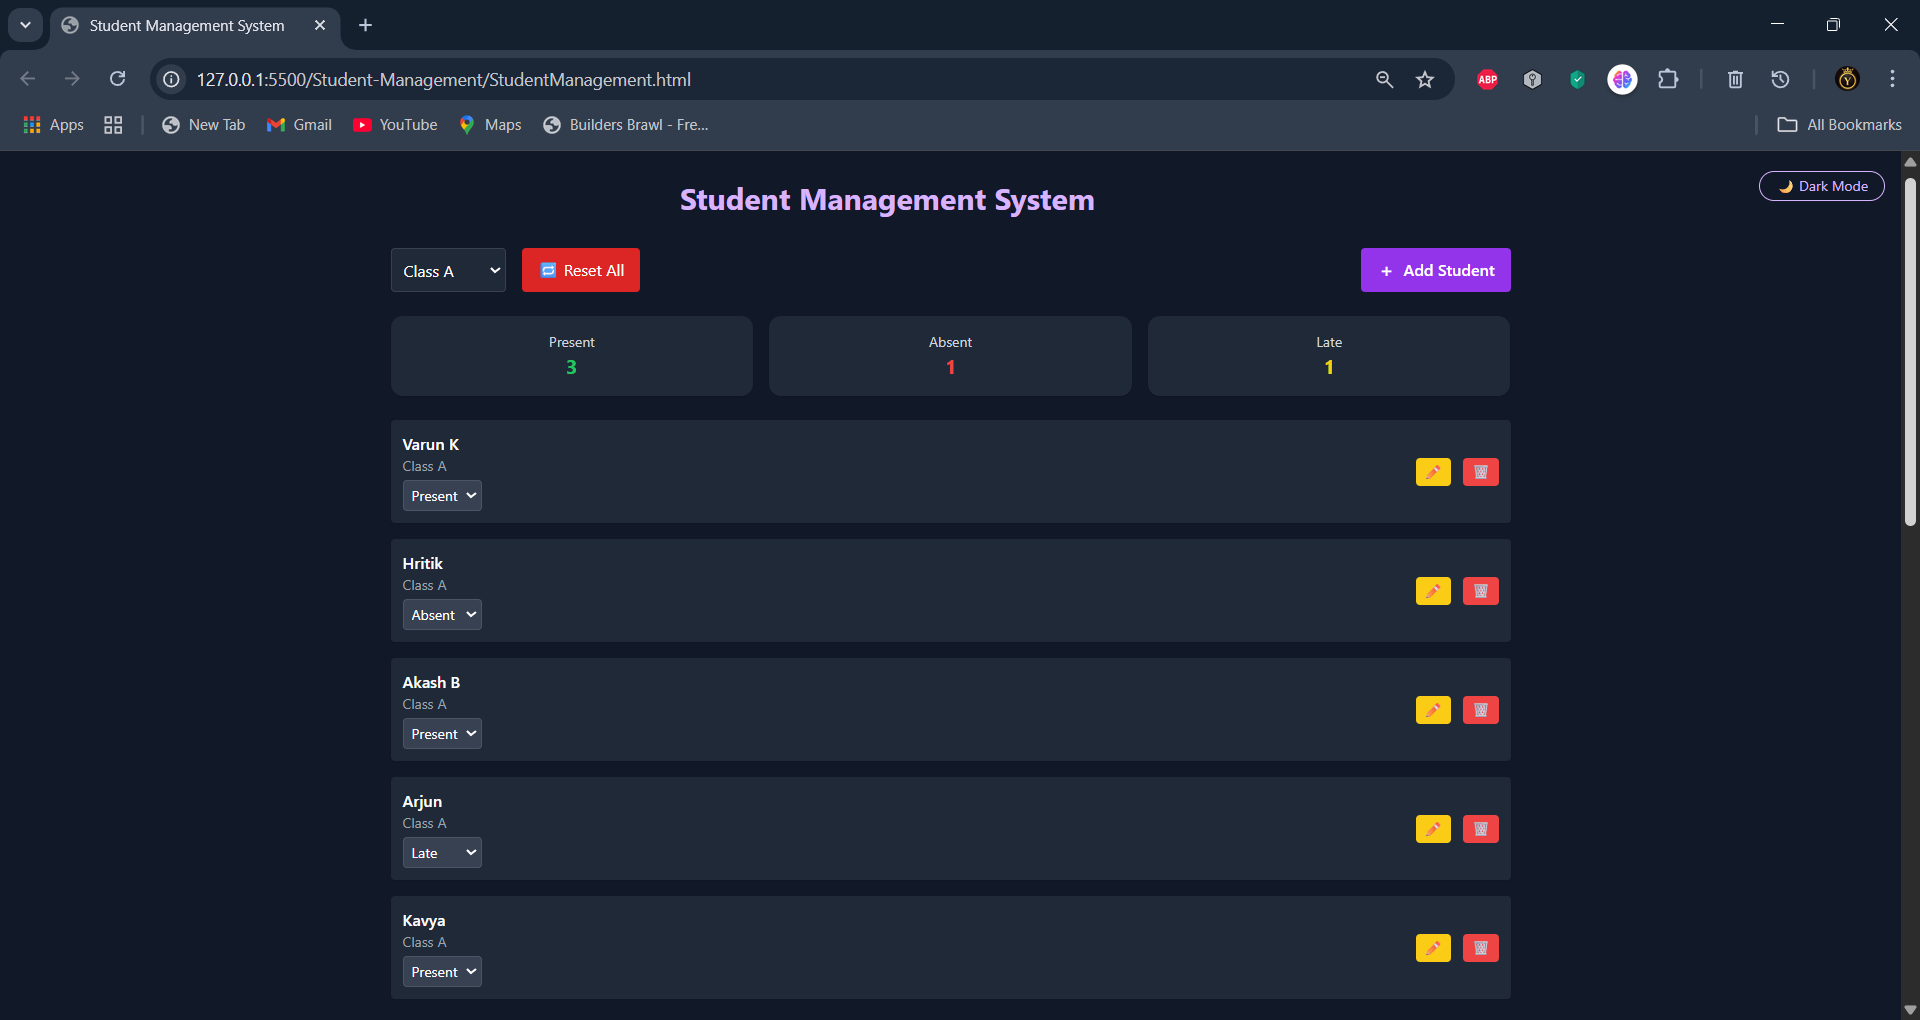 Student Management System
127.0.0.1:5500/Student-Management/StudentManagement.html
ABP
Y
Apps
New Tab
Gmail
YouTube
Maps
Builders Brawl - Fre...
All Bookmarks
Student Management System
🌙 Dark Mode
Class A
🔁 Reset All
+ Add Student
Present
3
Absent
1
Late
1
Varun K
Class A
Present
Hritik
Class A
Absent
Akash B
Class A
Present
Arjun
Class A
Late
Kavya
Class A
Present